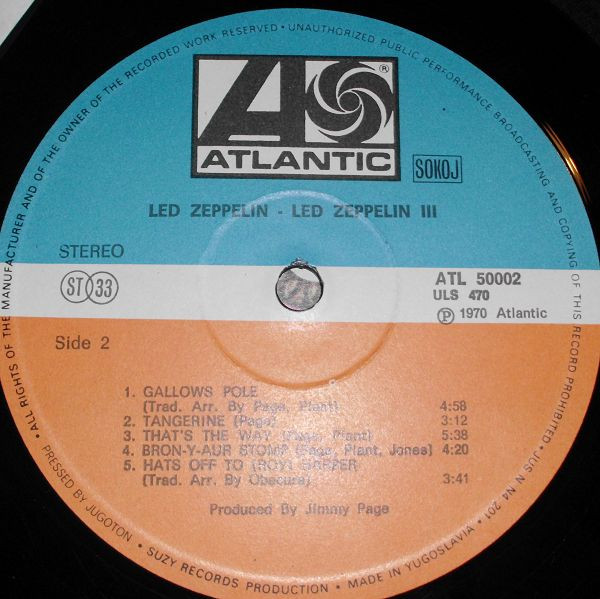 ALL RIGHTS OF THE MANUFACTURER AND OF THE OWNER OF THE RECORDED WORK RESERVED • UNAUTHORIZED PUBLIC PERFORMANCE BROADCASTING AND COPYING OF THIS RECORD PROHIBITED • JUS N N4 201
ATLANTIC
®
SOKOJ
LED ZEPPELIN - LED ZEPPELIN III
STEREO
ST 33
ATL 50002
ULS 470
Ⓟ 1970 Atlantic
Side 2
1. GALLOWS POLE
(Trad. Arr. By Page, Plant) 4:58
2. TANGERINE (Page) 3:12
3. THAT'S THE WAY (Page, Plant) 5:38
4. BRON-Y-AUR STOMP (Page, Plant, Jones) 4:20
5. HATS OFF TO (ROY) HARPER
(Trad. Arr. By Obscure) 3:41
Produced By Jimmy Page
PRESSED BY JUGOTON • SUZY RECORDS PRODUCTION • MADE IN YUGOSLAVIA •